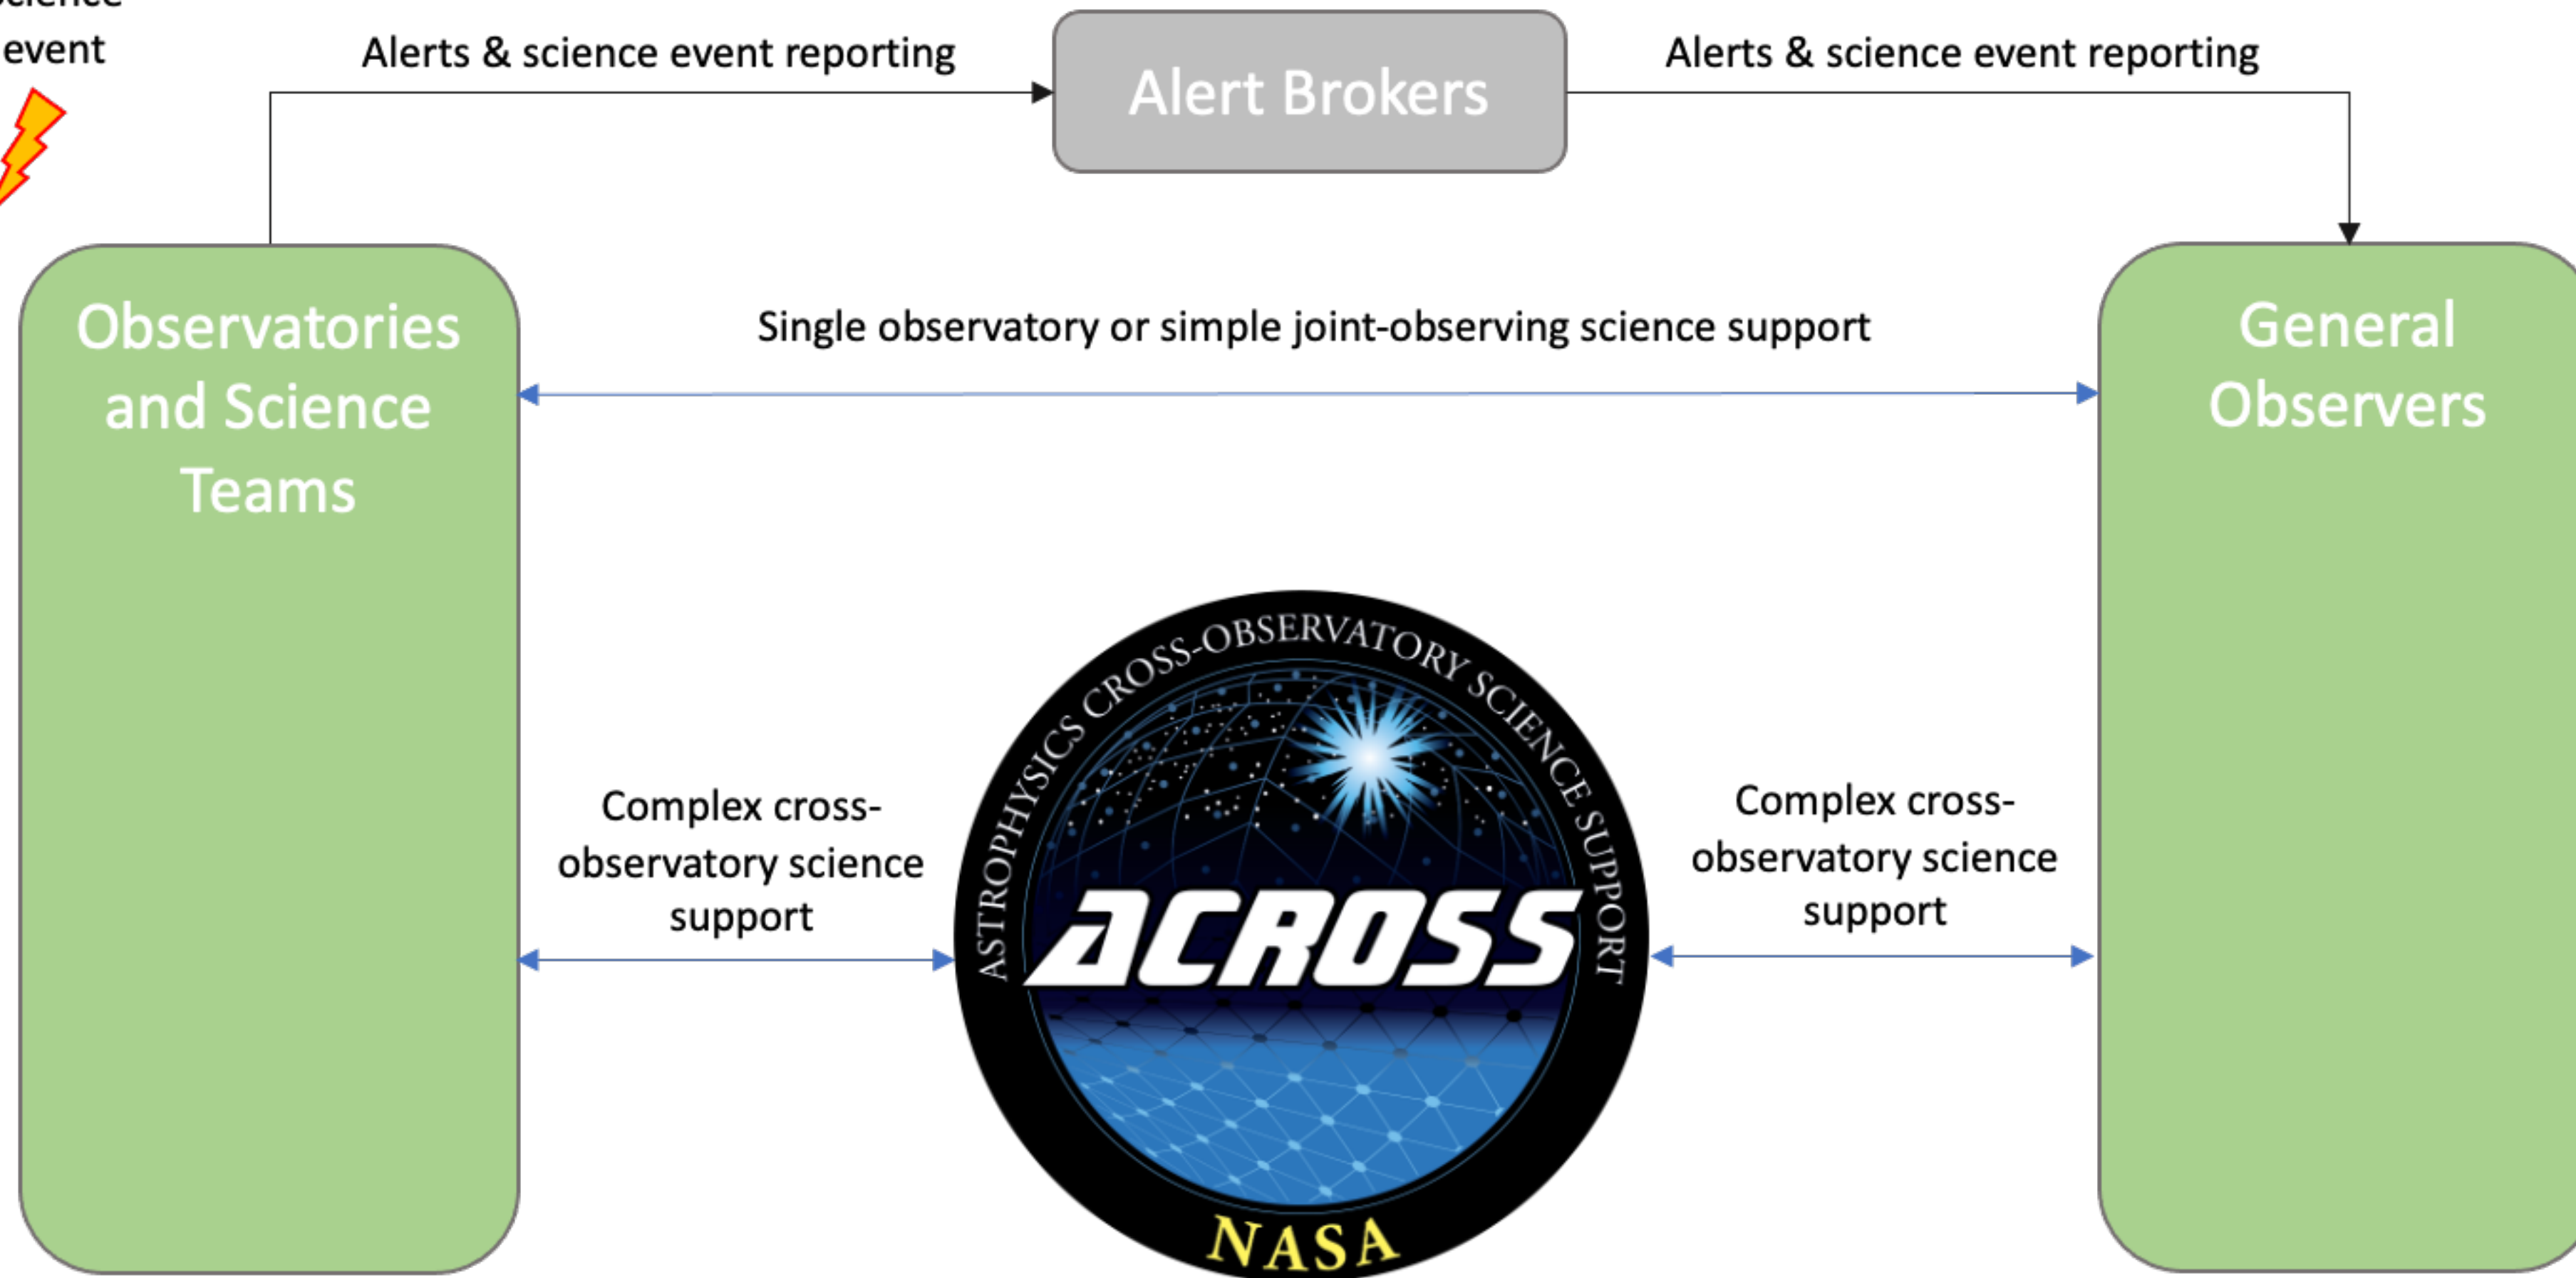 event
Alerts & science event reporting
Alert Brokers
Alerts & science event reporting
Observatories
and Science
Teams
Single observatory or simple joint-observing science support
General
Observers
Complex cross-
observatory science
support
ASTROPHYSICS CROSS-OBSERVATORY SCIENCE SUPPORT
ACROSS
NASA
Complex cross-
observatory science
support